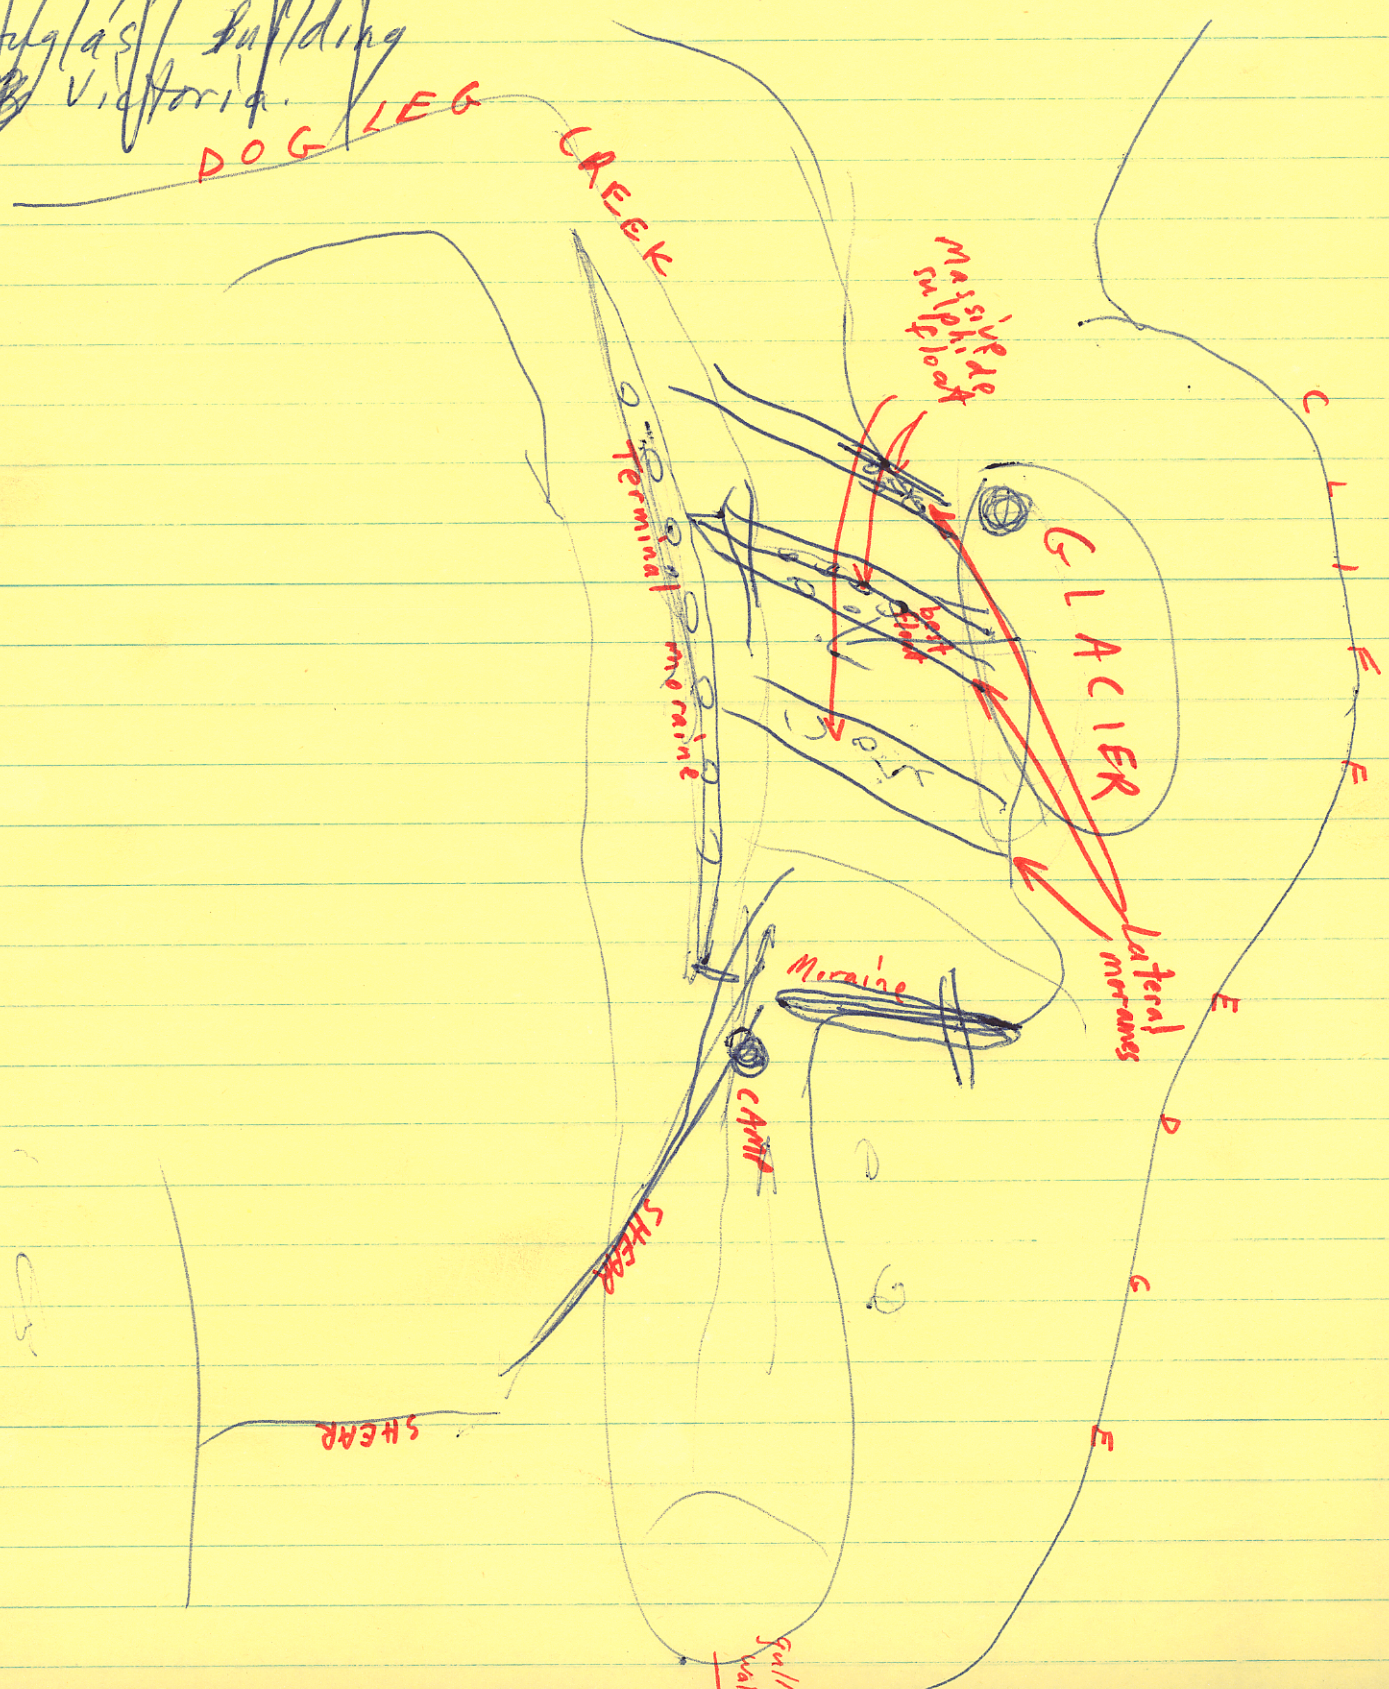 Building
Victoria.
DOG LEG CREEK
Massive
sulphide
float
GLACIER
CLIFF EDGE
Terminal moraine
best
float
Lateral
moraines
Moraine
CAMP
SHEAR
SHEAR